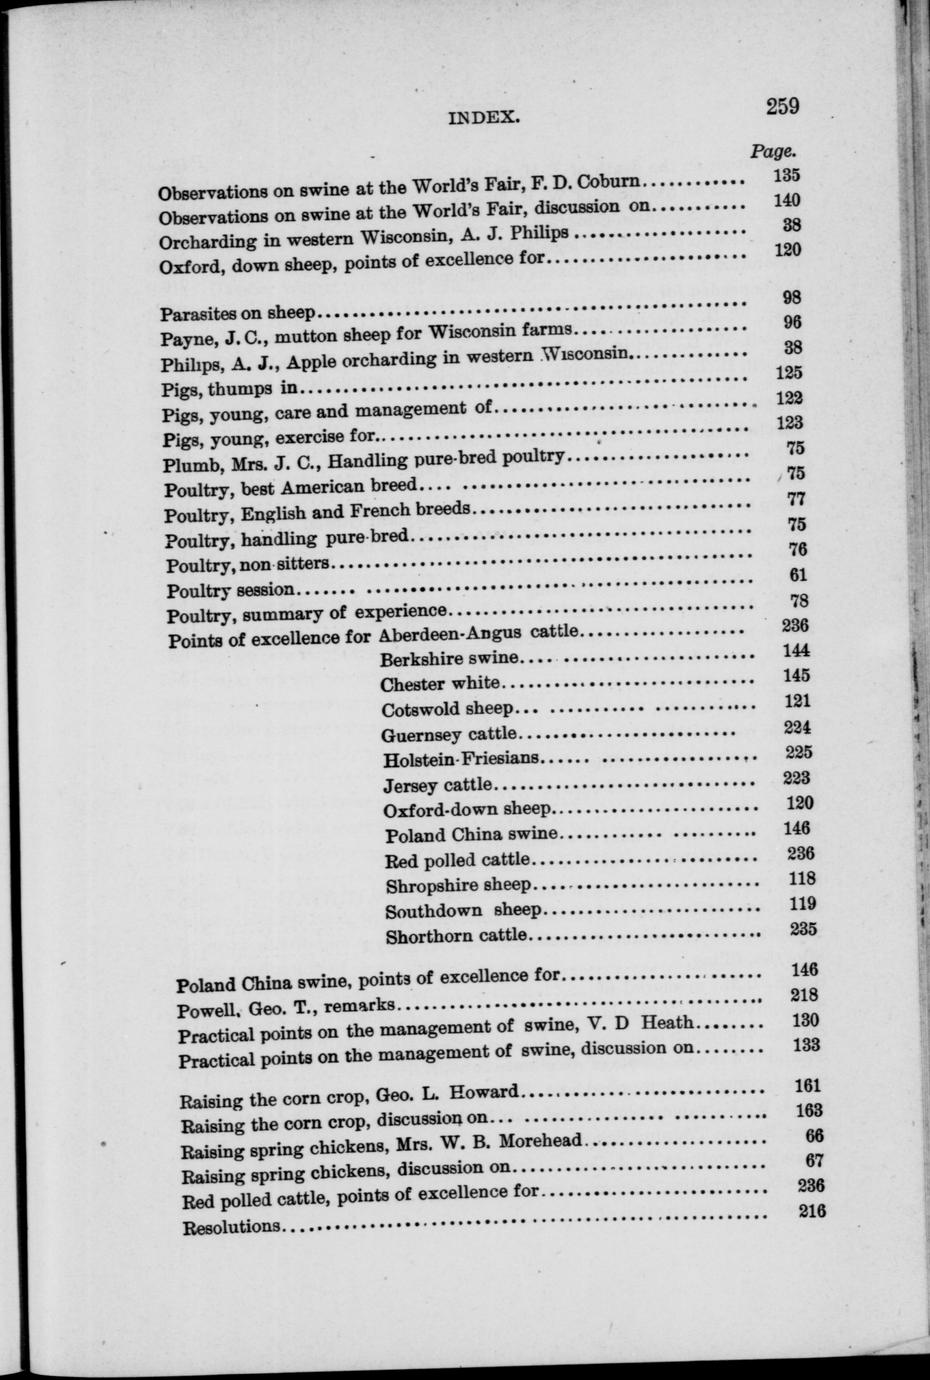 INDEX. 259
Page.
Observations on swine at the World's Fair, F. D. Coburn............ 135
Observations on swine at the World's Fair, discussion on........... 140
Orcharding in western Wisconsin, A. J. Philips .................... 38
Oxford, down sheep, points of excellence for....................... 120
Parasites on sheep................................................. 98
Payne, J. C., mutton sheep for Wisconsin farms..................... 96
Philips, A. J., Apple orcharding in western Wisconsin.............. 38
Pigs, thumps in.................................................... 125
Pigs, young, care and management of................................ 122
Pigs, young, exercise for.......................................... 123
Plumb, Mrs. J. C., Handling pure-bred poultry...................... 75
Poultry, best American breed.... .................................. 75
Poultry, English and French breeds................................. 77
Poultry, handling pure-bred........................................ 75
Poultry, non-sitters............................................... 76
Poultry session....... ............................................ 61
Poultry, summary of experience..................................... 78
Points of excellence for Aberdeen-Angus cattle................... 236
Berkshire swine.... ....................... 144
Chester white.............................. 145
Cotswold sheep... ........... ............ 121
Guernsey cattle.......................... 224
Holstein-Friesians...... .................. 225
Jersey cattle.............................. 223
Oxford-down sheep........................ 120
Poland China swine............ .......... 146
Red polled cattle.......................... 236
Shropshire sheep........................... 118
Southdown sheep.......................... 119
Shorthorn cattle............................ 235
Poland China swine, points of excellence for........................ 146
Powell, Geo. T., remarks........................................... 218
Practical points on the management of swine, V. D Heath........ 130
Practical points on the management of swine, discussion on........ 133
Raising the corn crop, Geo. L. Howard............................. 161
Raising the corn crop, discussion on... ................ ........... 163
Raising spring chickens, Mrs. W. B. Morehead...................... 66
Raising spring chickens, discussion on.............................. 67
Red polled cattle, points of excellence for........................... 236
Resolutions........................................................ 216